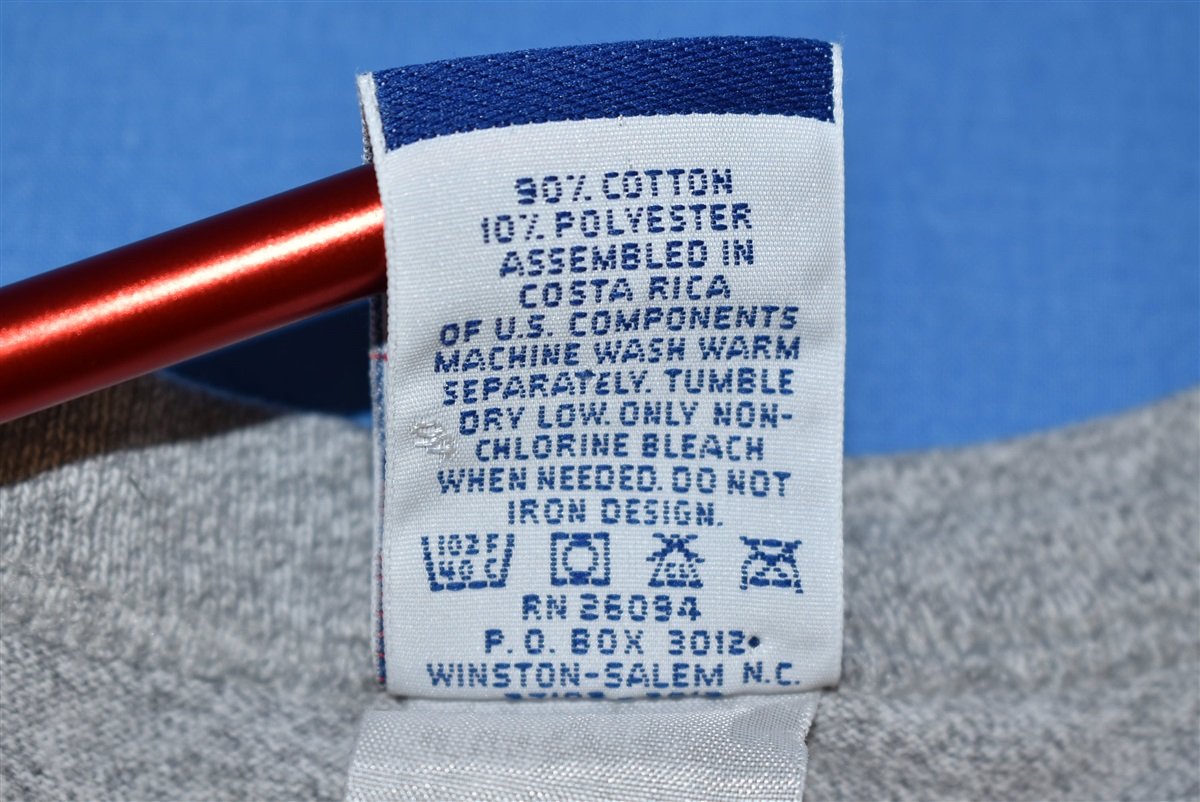 90% COTTON
10% POLYESTER
ASSEMBLED IN
COSTA RICA
OF U.S. COMPONENTS
MACHINE WASH WARM
SEPARATELY. TUMBLE
DRY LOW. ONLY NON-
CHLORINE BLEACH
WHEN NEEDED. DO NOT
IRON DESIGN.
RN 26094
P.O. BOX 3012
WINSTON-SALEM N.C.